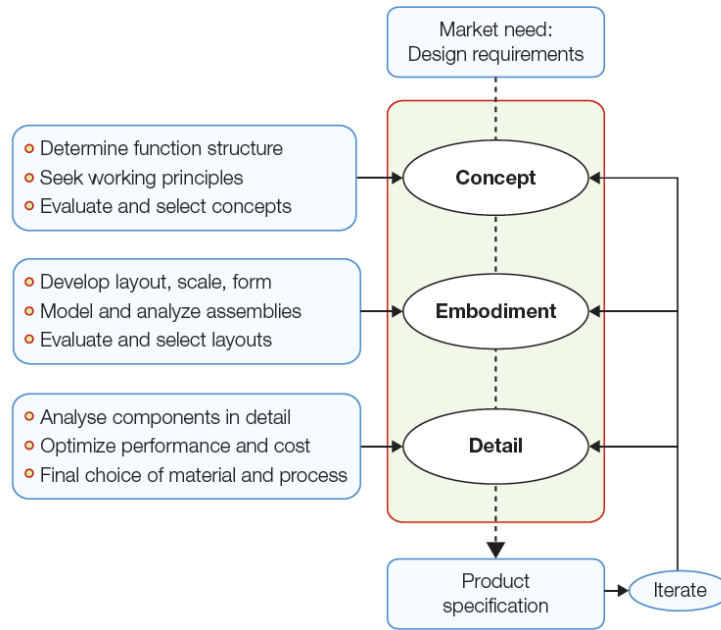 Market need:
Design requirements
Determine function structure
Seek working principles
Evaluate and select concepts
Concept
Develop layout, scale, form
Model and analyze assemblies
Evaluate and select layouts
Embodiment
Analyse components in detail
Optimize performance and cost
Final choice of material and process
Detail
Product
specification
Iterate